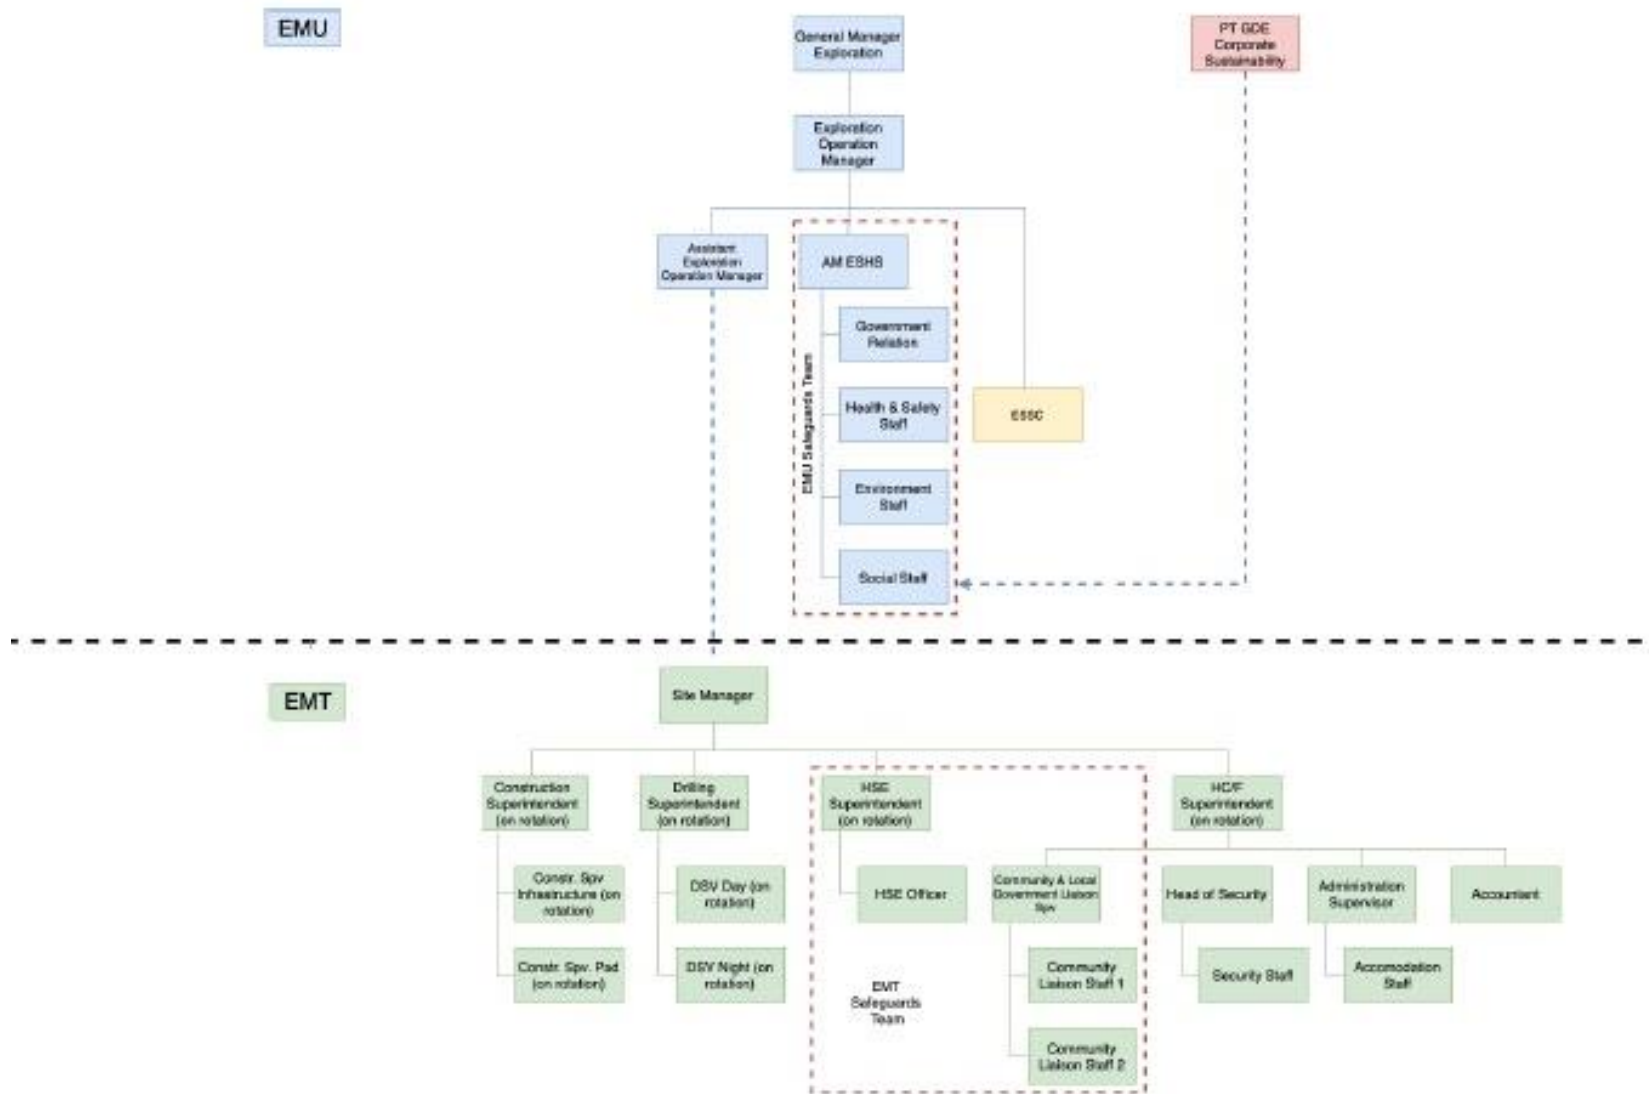 EMU
General Manager
Exploration
PT GDE
Corporate
Sustainability
Exploration
Operation
Manager
Assistant
Exploration
Operation Manager
AM ESHS
Government
Relation
EMU Safeguards Team
Health & Safety
Staff
ESSC
Environment
Staff
Social Staff
EMT
Site Manager
Construction
Superintendent
(on rotation)
Drilling
Superintendent
(on rotation)
HSE
Superintendent
(on rotation)
HC/F
Superintendent
(on rotation)
Constr. Spv
Infrastructure (on
rotation)
DSV Day (on
rotation)
HSE Officer
Community & Local
Government Liaison
Spv
Head of Security
Administration
Supervisor
Accountant
Constr. Spv. Pad
(on rotation)
DSV Night (on
rotation)
EMT
Safeguards
Team
Community
Liaison Staff 1
Security Staff
Accomodation
Staff
Community
Liaison Staff 2